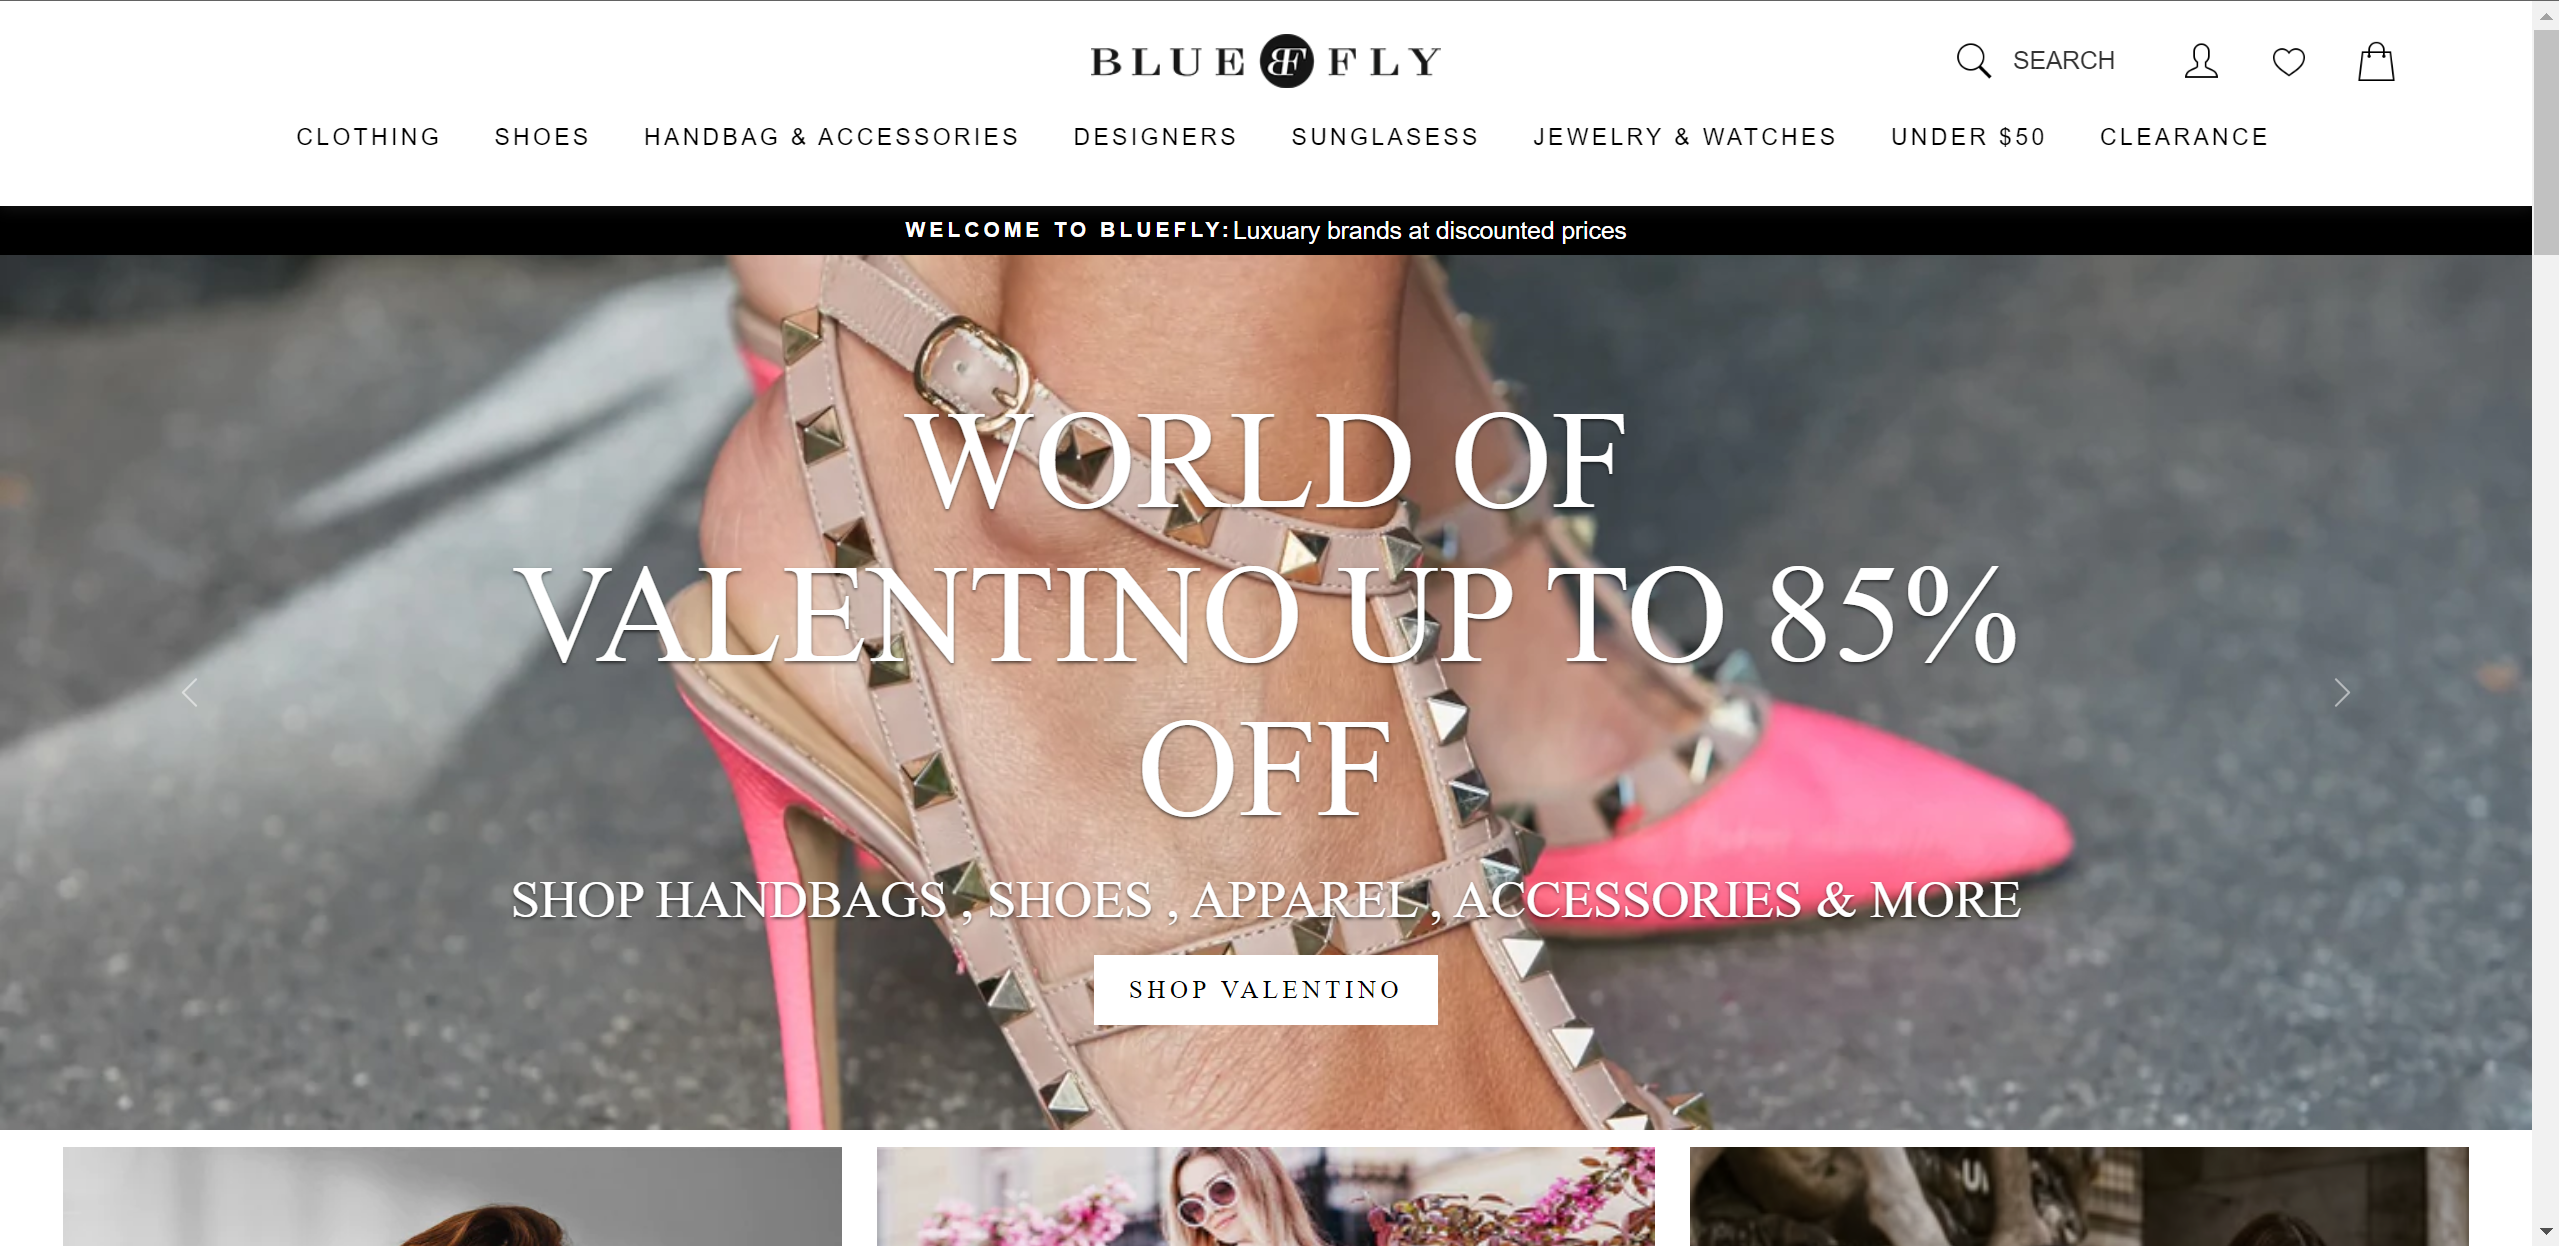 BLUE BF FLY
SEARCH
CLOTHING SHOES HANDBAG & ACCESSORIES DESIGNERS SUNGLASESS JEWELRY & WATCHES UNDER $50 CLEARANCE
WELCOME TO BLUEFLY: Luxuary brands at discounted prices
WORLD OF
VALENTINO UP TO 85%
OFF
SHOP HANDBAGS , SHOES , APPAREL , ACCESSORIES & MORE
SHOP VALENTINO